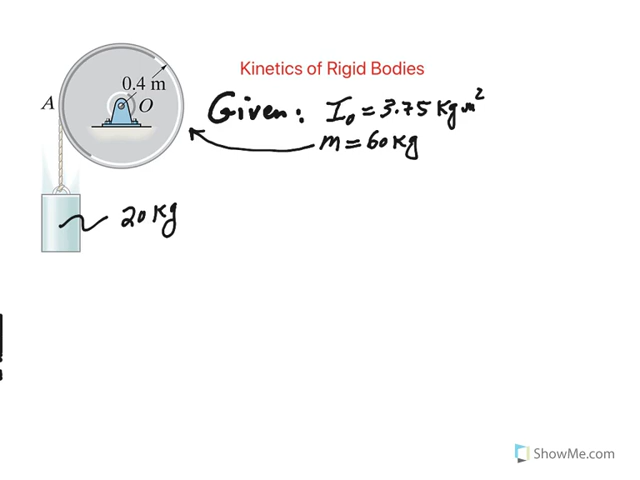 Kinetics of Rigid Bodies
0.4 m
A
O
Given: I₀ = 3.75 Kg m²
m = 60 Kg
20 Kg
ShowMe.com